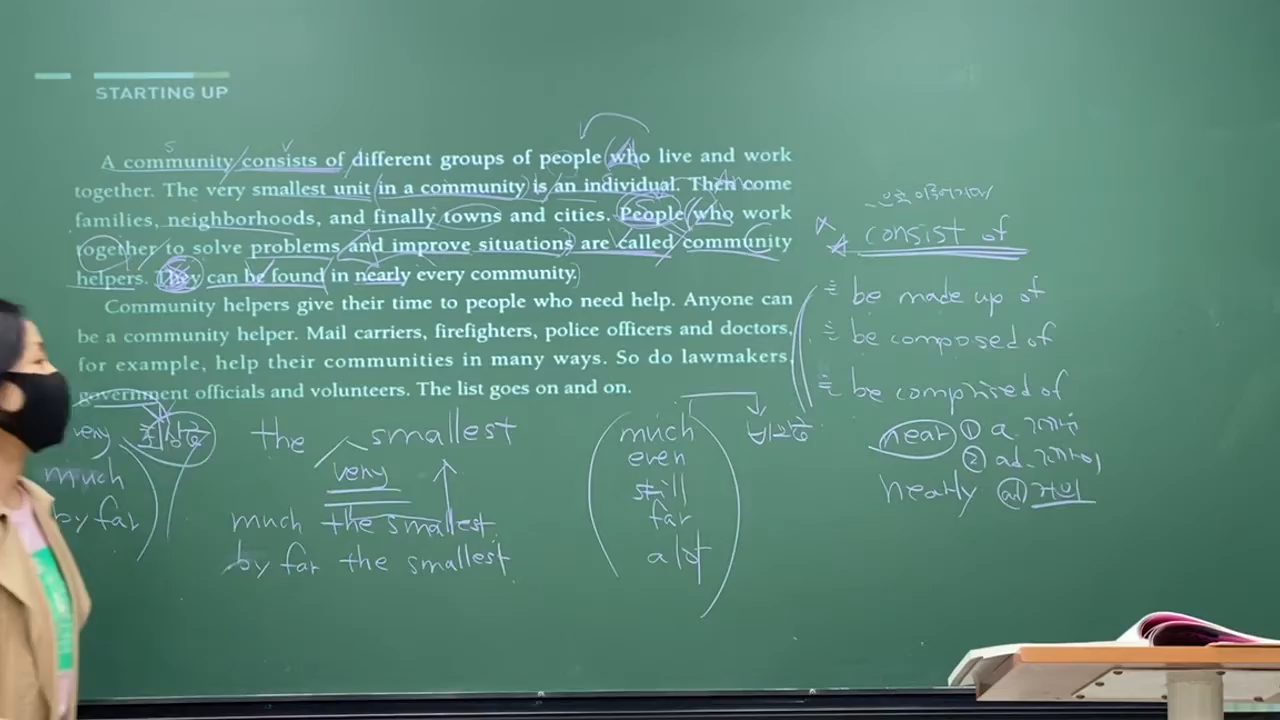 STARTING UP
S V
A community consists of different groups of people who live and work
together. The very smallest unit in a community is an individual. Then come
families, neighborhoods, and finally towns and cities. People who work
together to solve problems and improve situations are called community
helpers. They can be found in nearly every community.
Community helpers give their time to people who need help. Anyone can
be a community helper. Mail carriers, firefighters, police officers and doctors,
for example, help their communities in many ways. So do lawmakers,
government officials and volunteers. The list goes on and on.
very 최상급
much
by far
the smallest
very
much the smallest
by far the smallest
much
even
still
far
a lot
비교급
consist of
= be made up of
= be composed of
= be comprised of
near ① a.
② ad.
nearly ad 거의